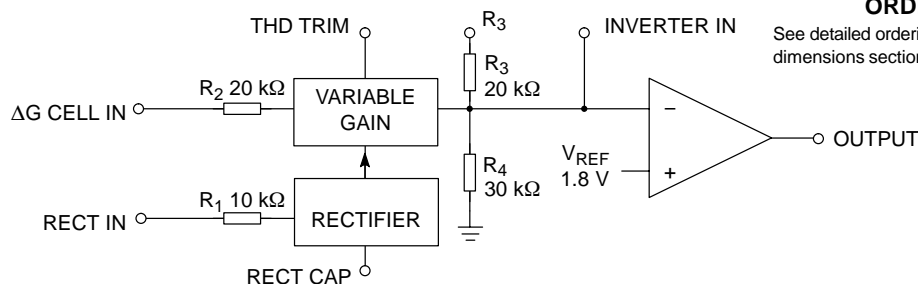 ORD
See detailed orderi
dimensions section
THD TRIM
R3
INVERTER IN
R3
20 kΩ
R2 20 kΩ
VARIABLE
GAIN
ΔG CELL IN
−
OUTPUT
VREF
1.8 V
+
R4
30 kΩ
R1 10 kΩ
RECT IN
RECTIFIER
RECT CAP